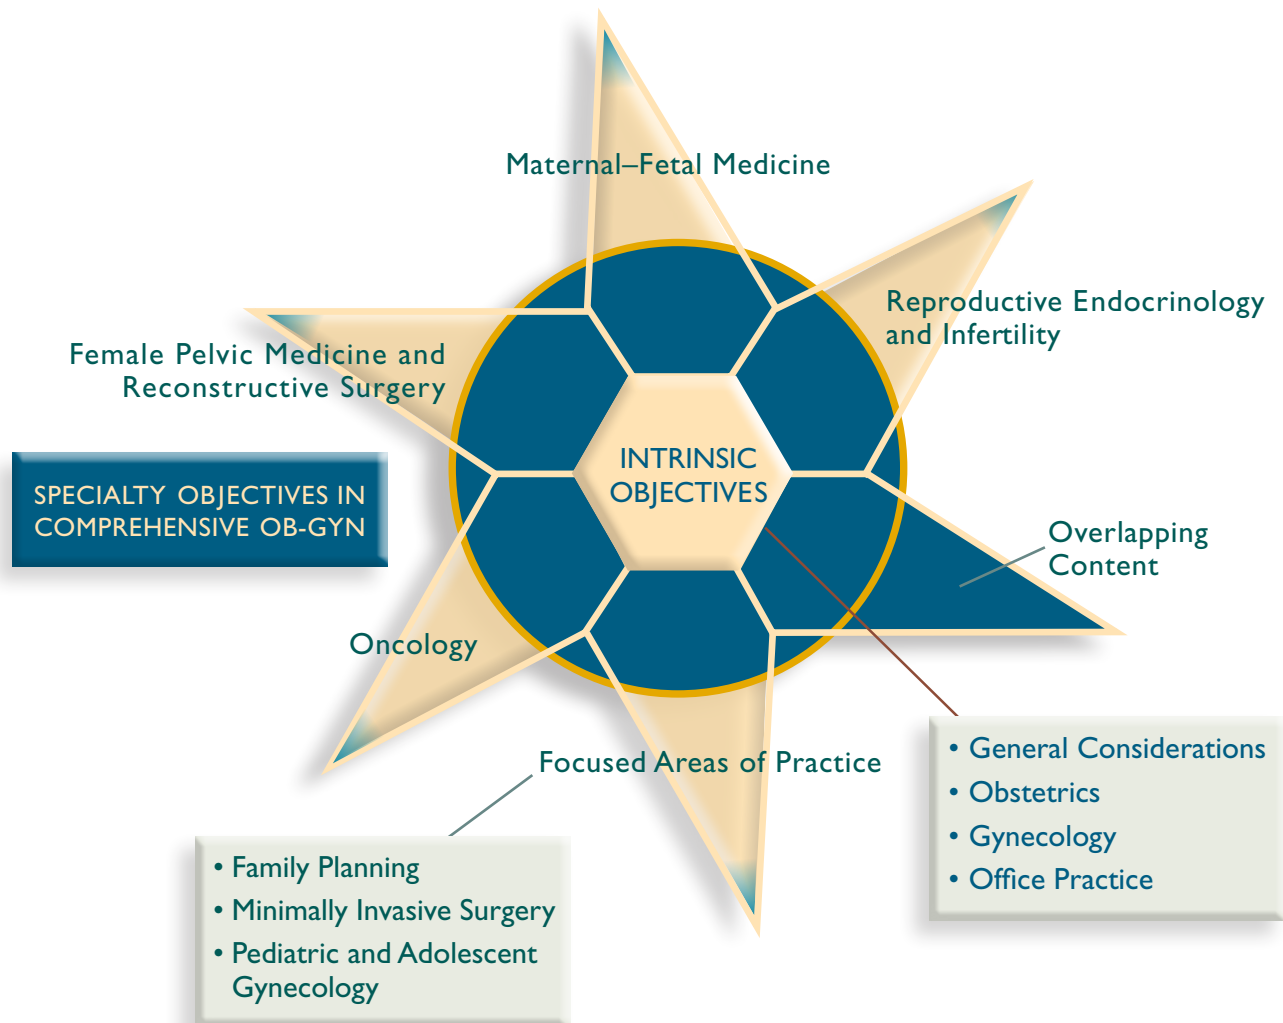 Maternal–Fetal Medicine
Reproductive Endocrinology
and Infertility
Female Pelvic Medicine and
Reconstructive Surgery
INTRINSIC
OBJECTIVES
SPECIALTY OBJECTIVES IN
COMPREHENSIVE OB-GYN
Overlapping
Content
Oncology
Focused Areas of Practice
• General Considerations
• Obstetrics
• Gynecology
• Office Practice
• Family Planning
• Minimally Invasive Surgery
• Pediatric and Adolescent
Gynecology